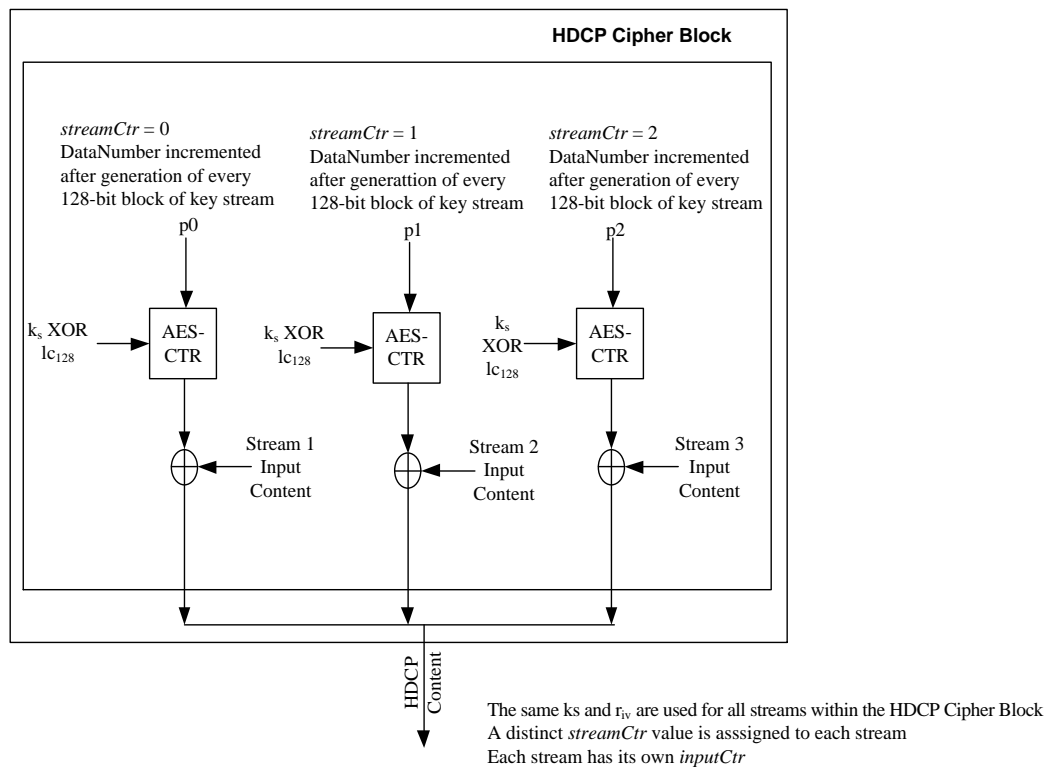 HDCP Cipher Block
streamCtr = 0
DataNumber incremented
after generation of every
128-bit block of key stream
p0
streamCtr = 1
DataNumber incremented
after generattion of every
128-bit block of key stream
p1
streamCtr = 2
DataNumber incremented
after generation of every
128-bit block of key stream
p2
ks XOR
lc128
AES-
CTR
ks XOR
lc128
AES-
CTR
ks
XOR
lc128
AES-
CTR
Stream 1
Input
Content
Stream 2
Input
Content
Stream 3
Input
Content
HDCP
Content
The same ks and riv are used for all streams within the HDCP Cipher Block
A distinct streamCtr value is asssigned to each stream
Each stream has its own inputCtr